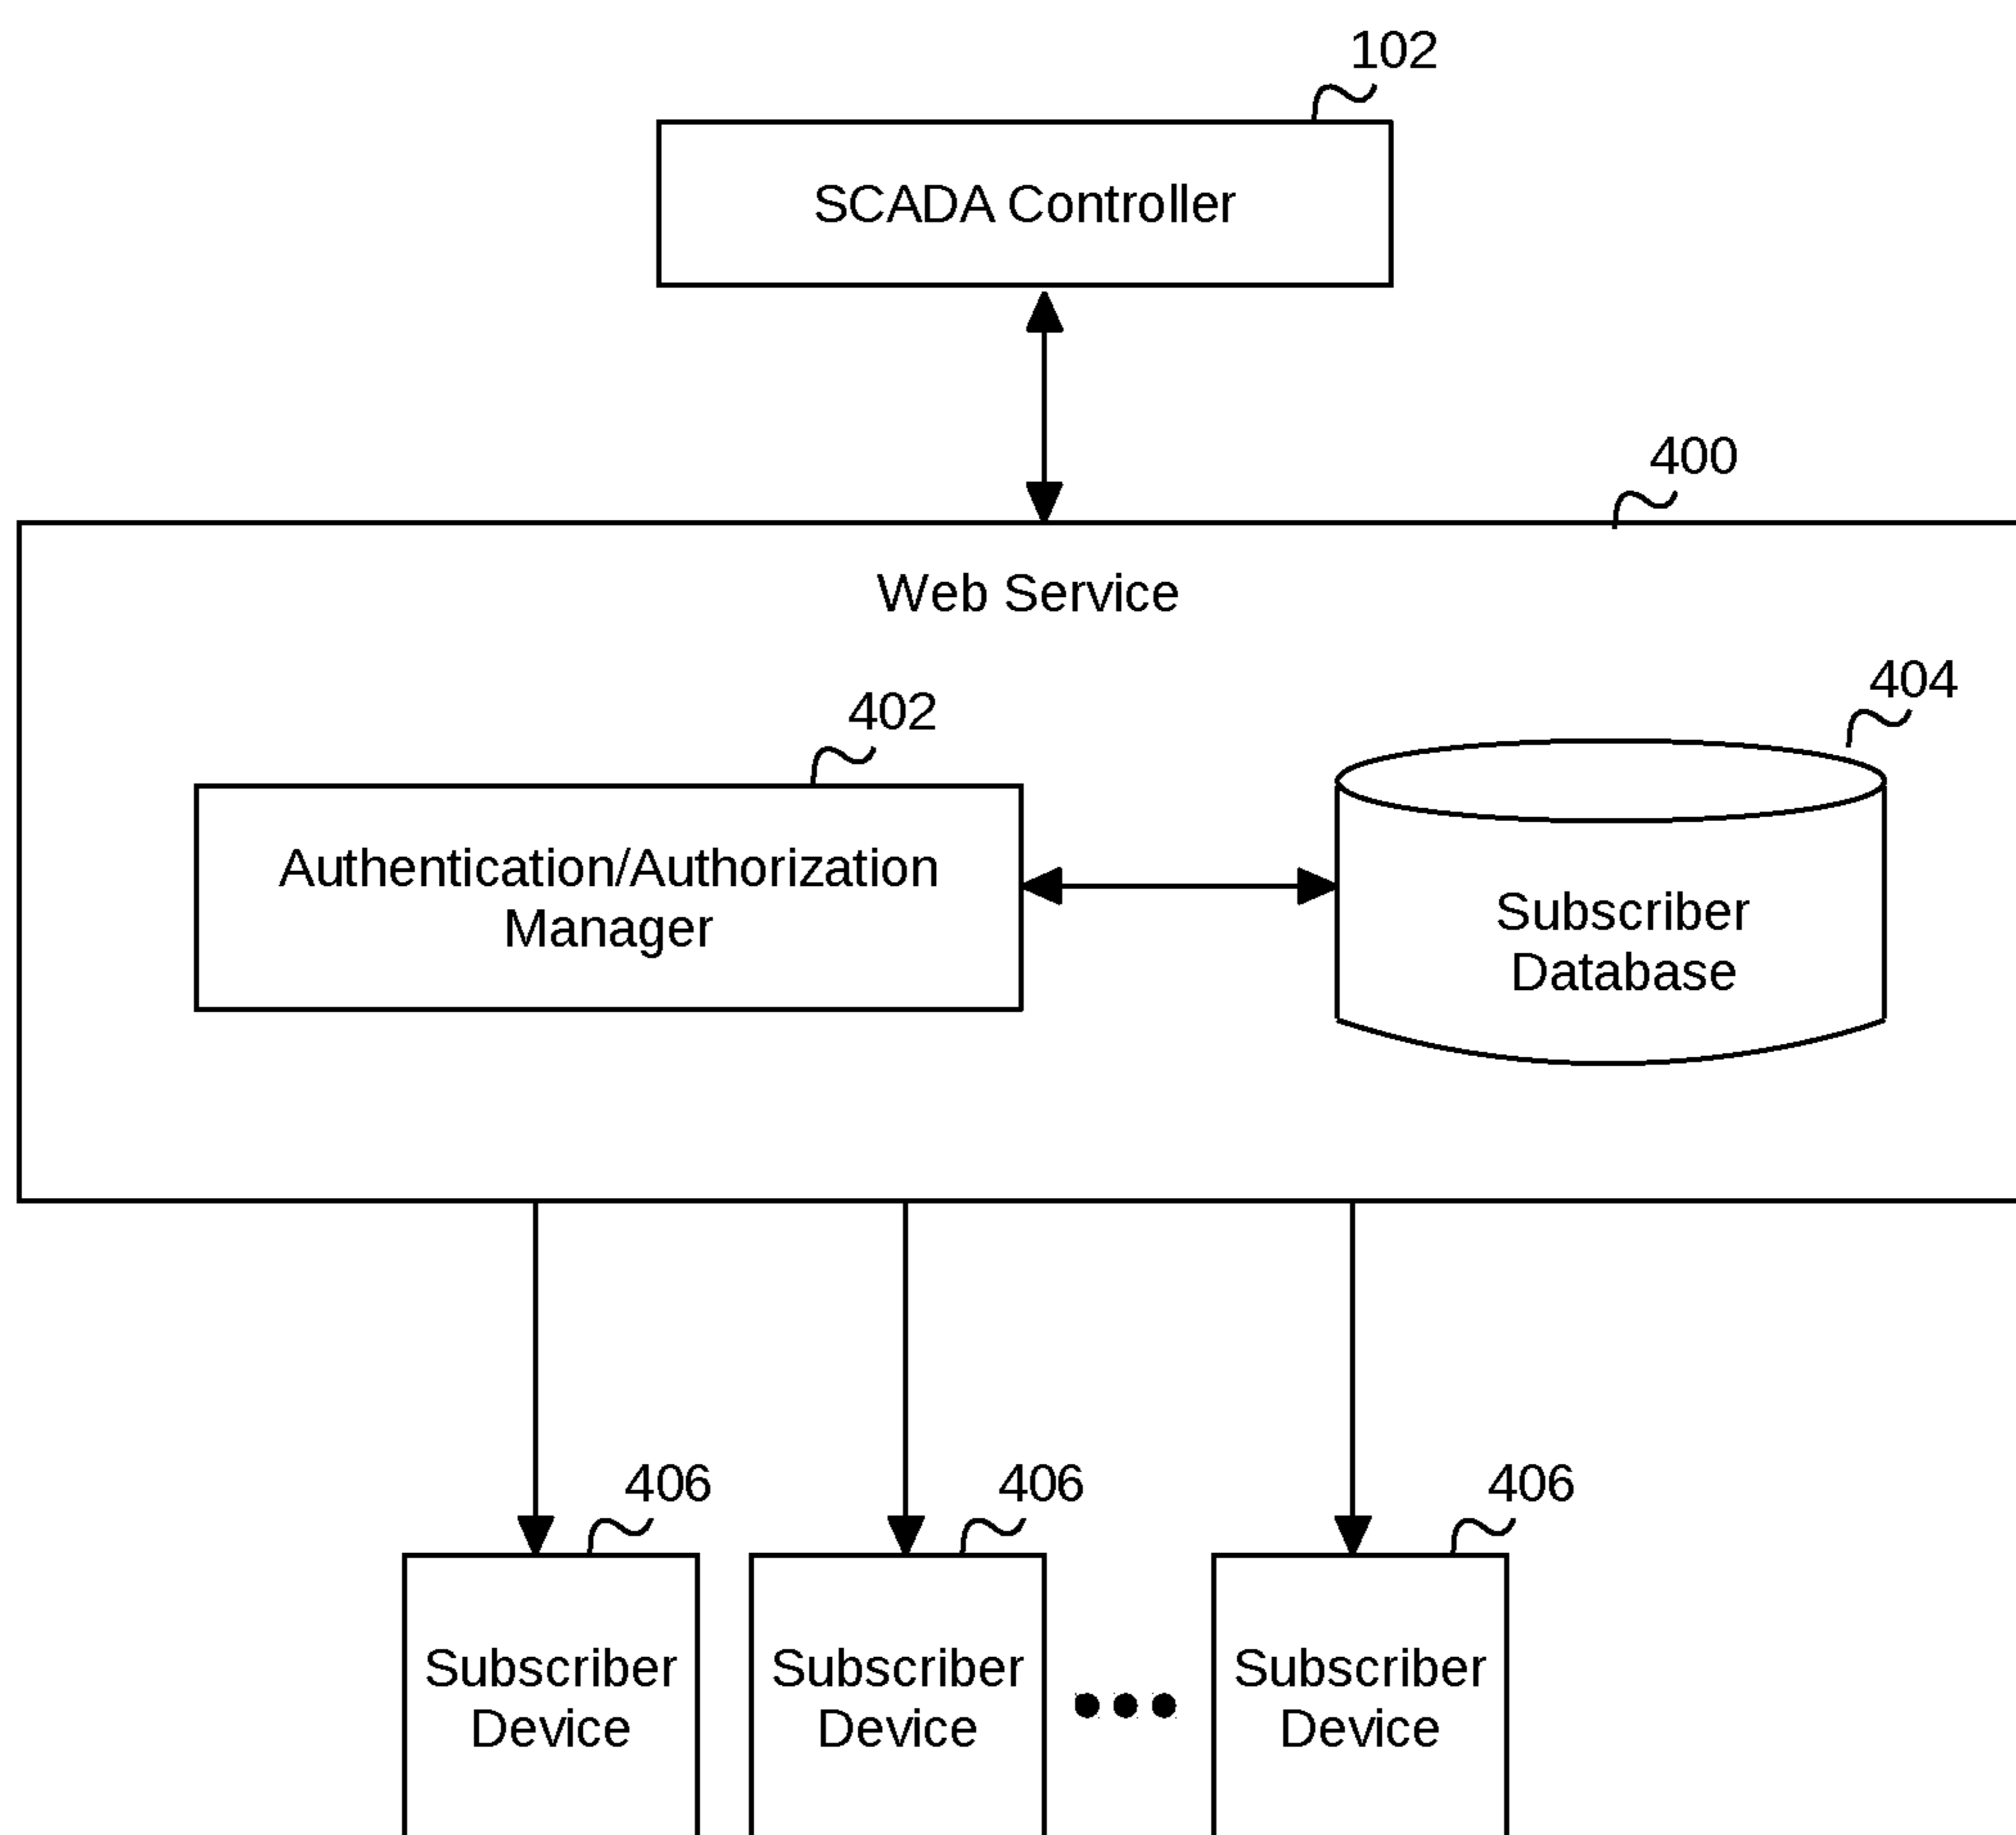 102
SCADA Controller
400
Web Service
404
402
Authentication/Authorization
Manager
Subscriber
Database
406
406
406
Subscriber
Device
Subscriber
Device
Subscriber
Device